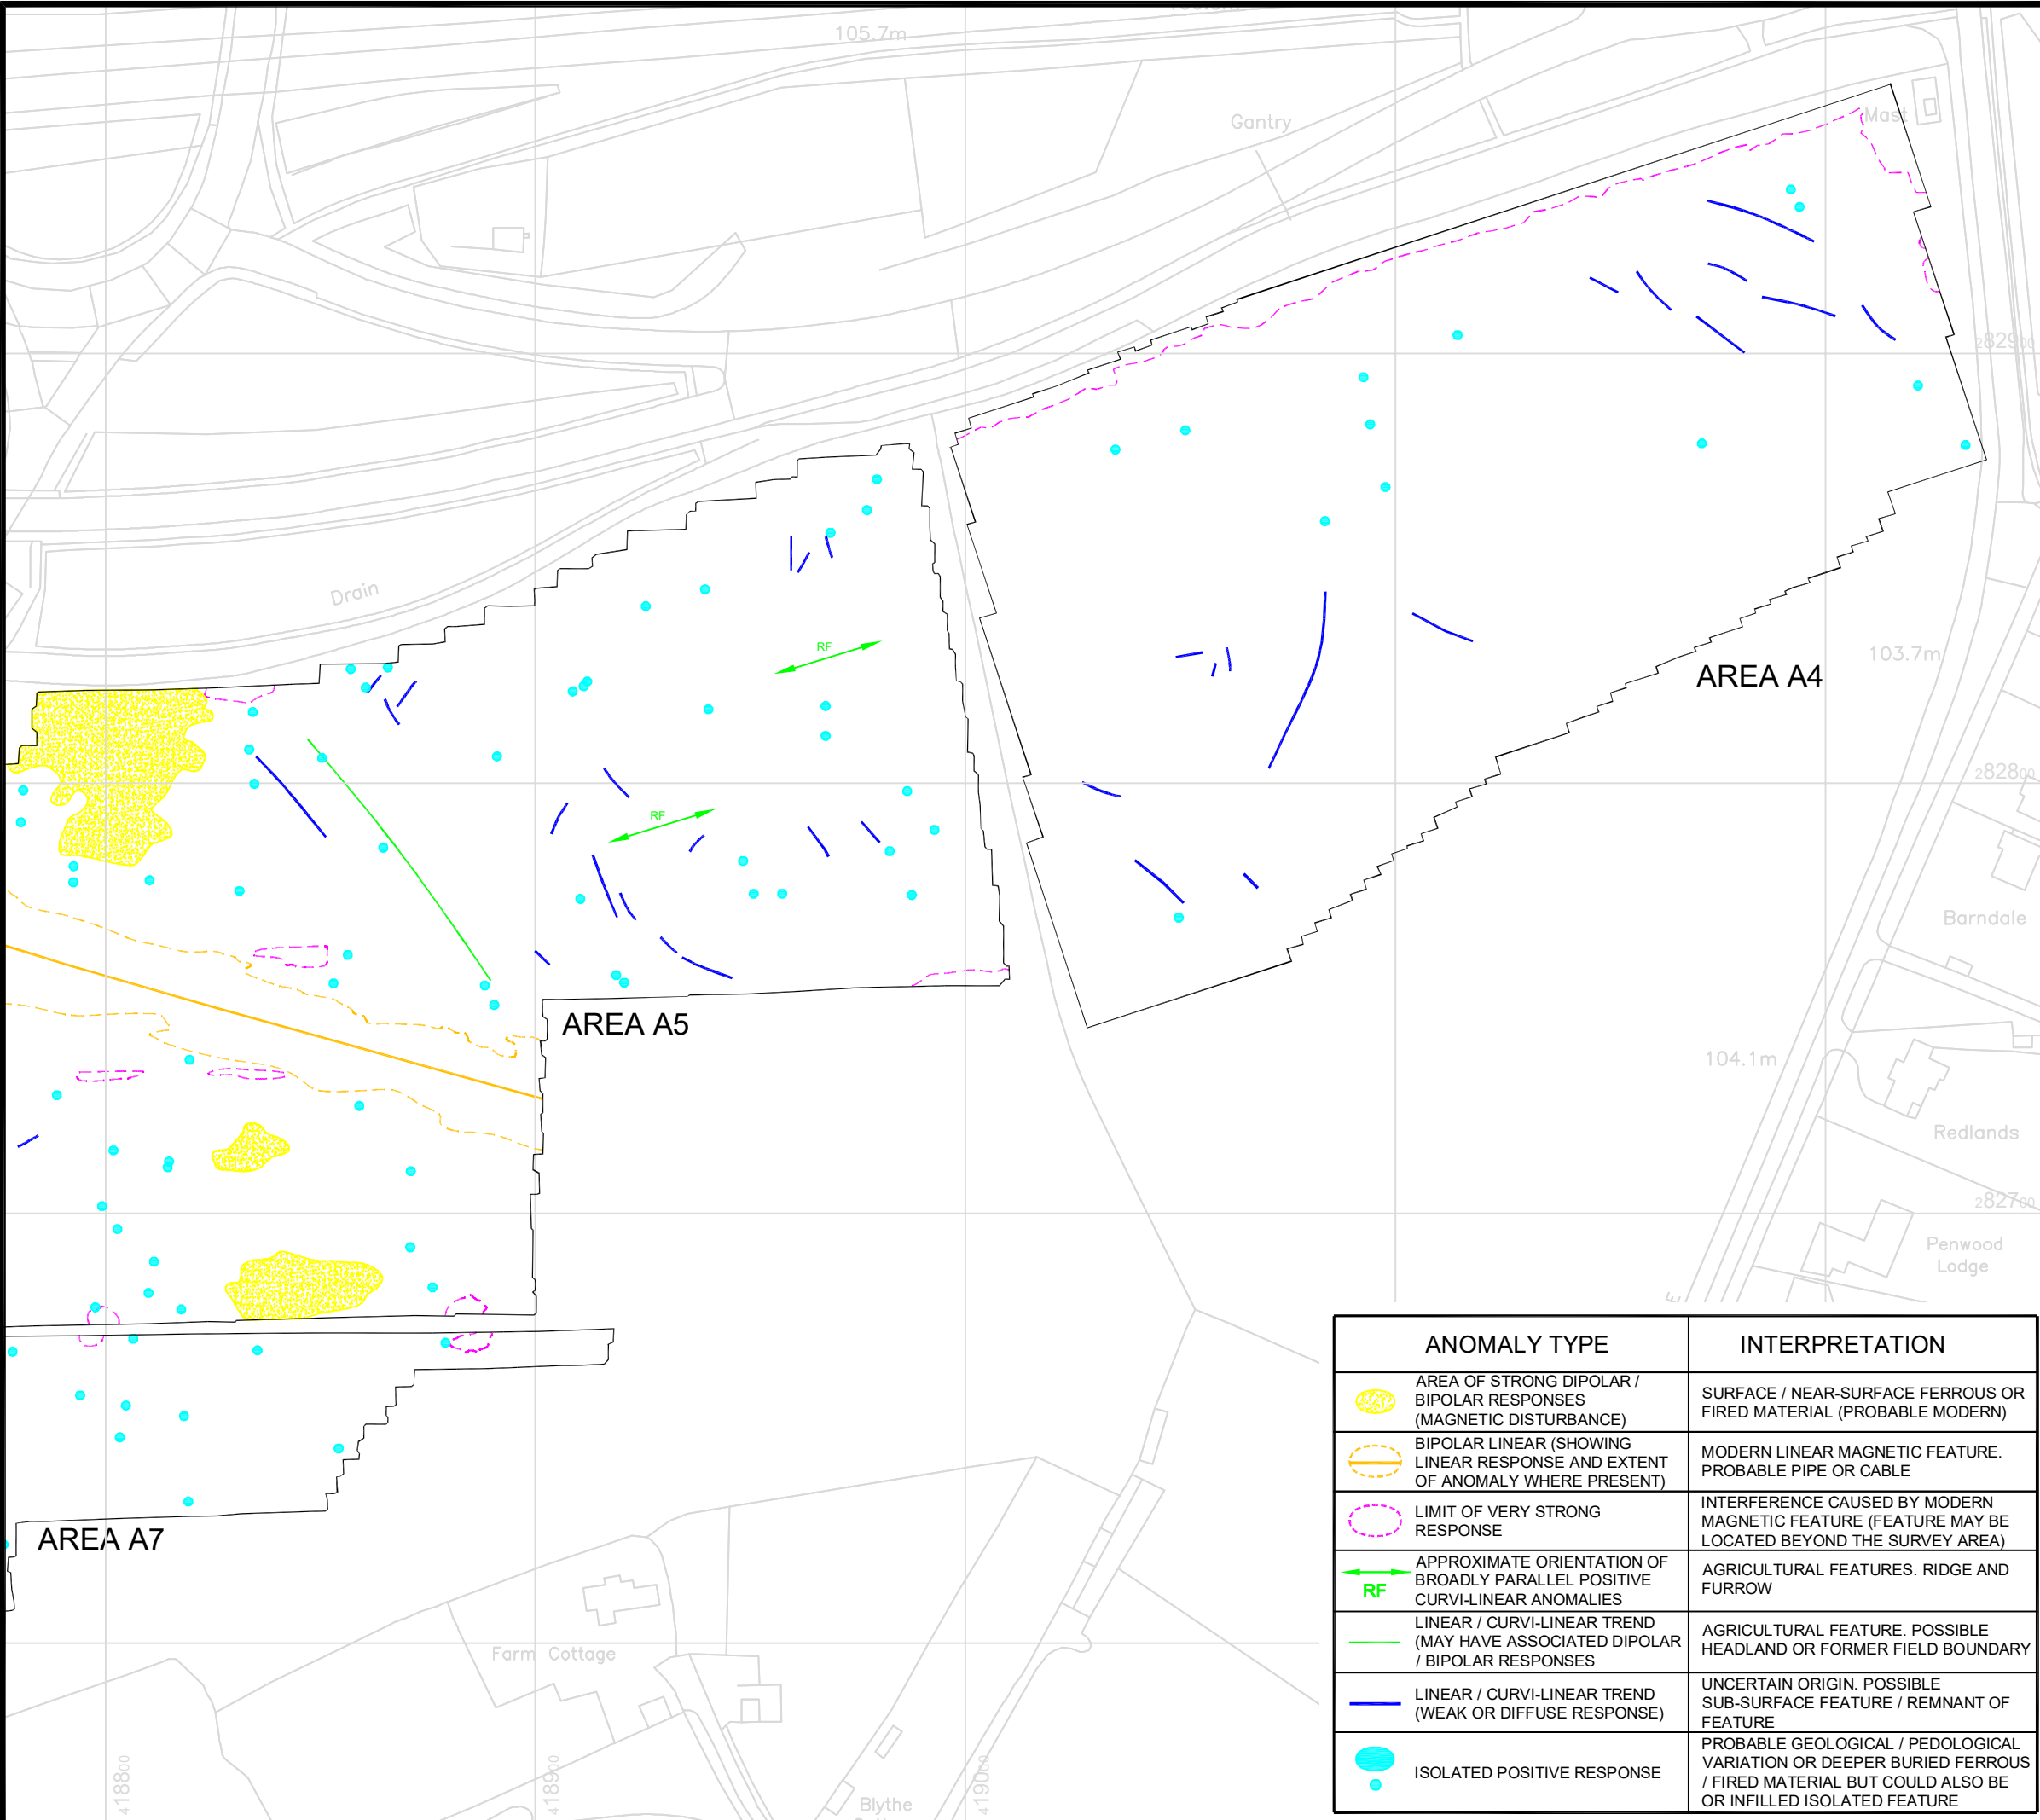 105.7m
Gantry
Mast
282900
Drain
RF
103.7m
AREA A4
282800
RF
Barndale
AREA A5
104.1m
Redlands
282700
Penwood
Lodge
AREA A7
Farm Cottage
418800
418900
419000
Blythe
ANOMALY TYPE
INTERPRETATION
AREA OF STRONG DIPOLAR /
BIPOLAR RESPONSES
(MAGNETIC DISTURBANCE)
SURFACE / NEAR-SURFACE FERROUS OR
FIRED MATERIAL (PROBABLE MODERN)
BIPOLAR LINEAR (SHOWING
LINEAR RESPONSE AND EXTENT
OF ANOMALY WHERE PRESENT)
MODERN LINEAR MAGNETIC FEATURE.
PROBABLE PIPE OR CABLE
LIMIT OF VERY STRONG
RESPONSE
INTERFERENCE CAUSED BY MODERN
MAGNETIC FEATURE (FEATURE MAY BE
LOCATED BEYOND THE SURVEY AREA)
RF
APPROXIMATE ORIENTATION OF
BROADLY PARALLEL POSITIVE
CURVI-LINEAR ANOMALIES
AGRICULTURAL FEATURES. RIDGE AND
FURROW
LINEAR / CURVI-LINEAR TREND
(MAY HAVE ASSOCIATED DIPOLAR
/ BIPOLAR RESPONSES
AGRICULTURAL FEATURE. POSSIBLE
HEADLAND OR FORMER FIELD BOUNDARY
LINEAR / CURVI-LINEAR TREND
(WEAK OR DIFFUSE RESPONSE)
UNCERTAIN ORIGIN. POSSIBLE
SUB-SURFACE FEATURE / REMNANT OF
FEATURE
ISOLATED POSITIVE RESPONSE
PROBABLE GEOLOGICAL / PEDOLOGICAL
VARIATION OR DEEPER BURIED FERROUS
/ FIRED MATERIAL BUT COULD ALSO BE
OR INFILLED ISOLATED FEATURE